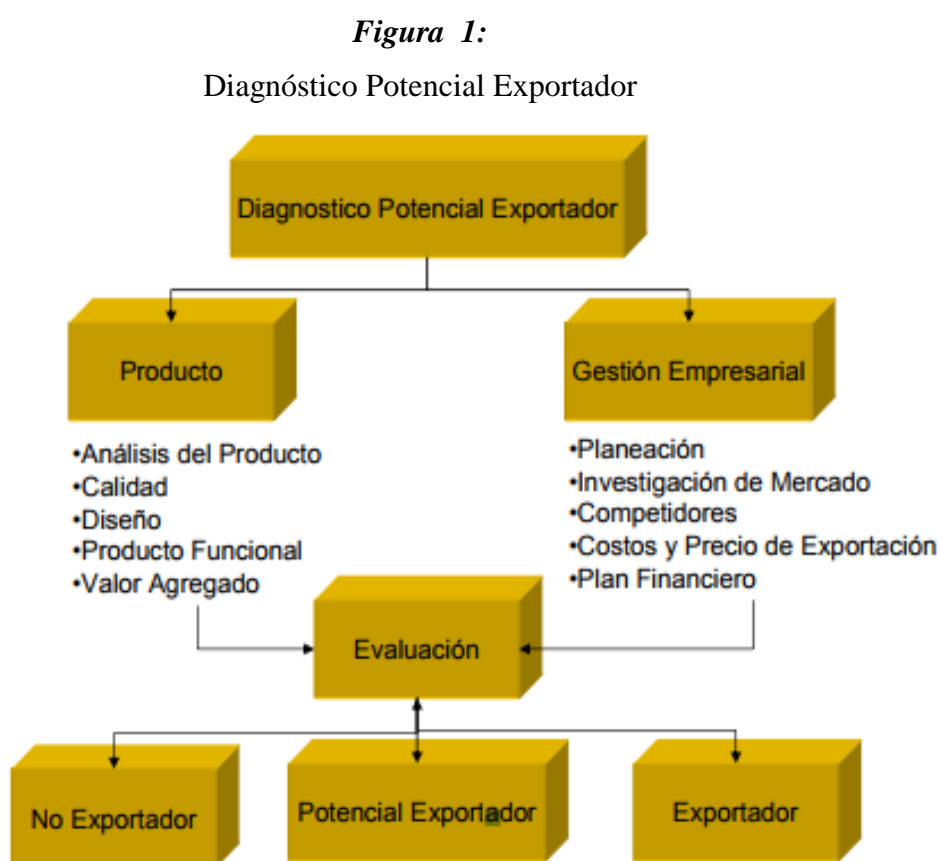 Figura 1:
Diagnóstico Potencial Exportador
Diagnostico Potencial Exportador
Producto
Gestión Empresarial
•Análisis del Producto
•Calidad
•Diseño
•Producto Funcional
•Valor Agregado
•Planeación
•Investigación de Mercado
•Competidores
•Costos y Precio de Exportación
•Plan Financiero
Evaluación
No Exportador
Potencial Exportador
Exportador